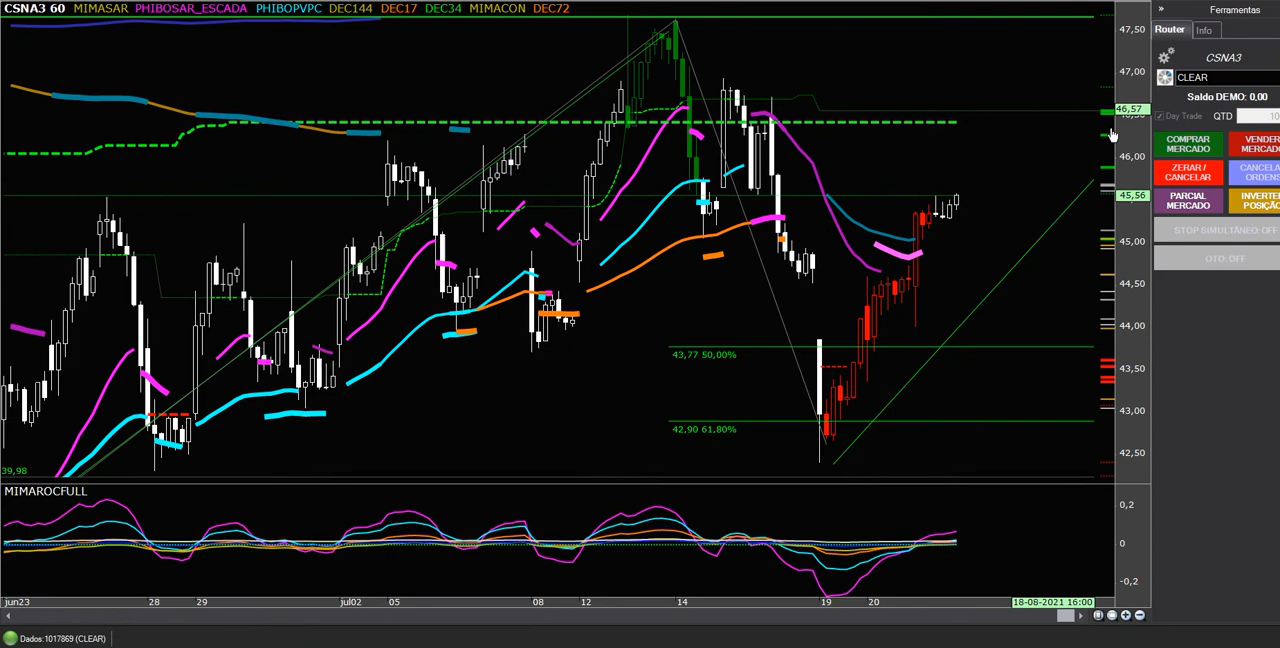 CSNA3 60 MIMASAR PHIBOSAR_ESCADA PHIBOPVPC DEC144 DEC17 DEC34 MIMACON DEC72
» Ferramentas
Router Info
CSNA3
CLEAR
Saldo DEMO: 0,00
Day Trade QTD 10
COMPRAR
MERCADO
VENDER
MERCADO
ZERAR /
CANCELAR
CANCELA
ORDENS
PARCIAL
MERCADO
INVERTER
POSIÇÃO
STOP SIMULTÂNEO: OFF
OTO: OFF
47,50
47,00
46,57
46,00
45,56
45,00
44,50
44,00
43,50
43,00
42,50
43,77 50,00%
42,90 61,80%
39,98
MIMAROCFULL
0,2
0
-0,2
jun23 28 29 jul02 05 08 12 14 19 20 18-08-2021 16:00
Dados:1017869 (CLEAR)